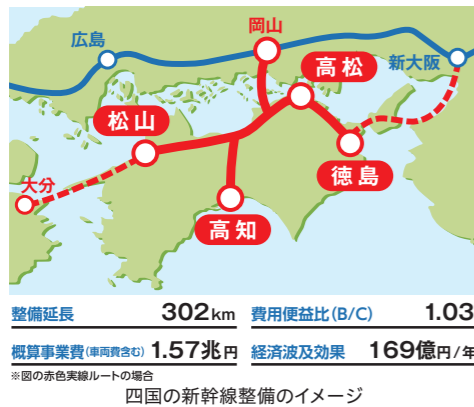 岡山
広島
高松
新大阪
松山
大分
徳島
高知
整備延長 302km 費用便益比(B/C) 1.03
概算事業費(車両費含む) 1.57兆円 経済波及効果 169億円/年
※図の赤色実線ルートの場合
四国の新幹線整備のイメージ